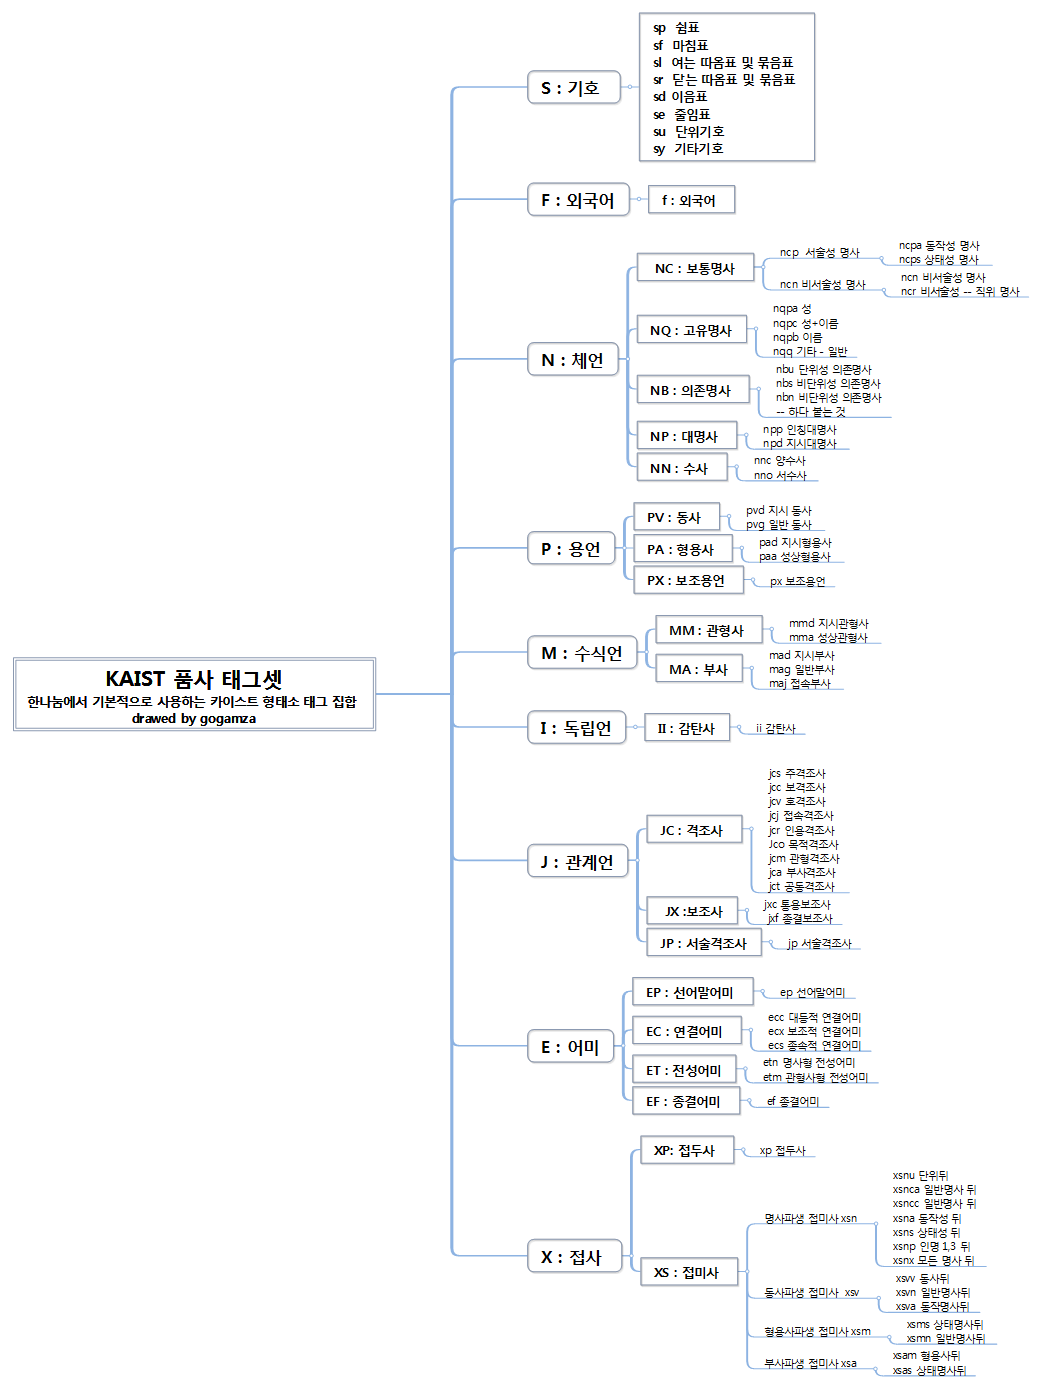 KAIST 품사 태그셋
한나눔에서 기본적으로 사용하는 카이스트 형태소 태그 집합
drawed by gogamza
S : 기호
sp 쉼표
sf 마침표
sl 여는 따옴표 및 묶음표
sr 닫는 따옴표 및 묶음표
sd 이음표
se 줄임표
su 단위기호
sy 기타기호
F : 외국어
f : 외국어
N : 체언
NC : 보통명사
ncp 서술성 명사
ncpa 동작성 명사
ncps 상태성 명사
ncn 비서술성 명사
ncn 비서술성 명사
ncr 비서술성 -- 직위 명사
NQ : 고유명사
nqpa 성
nqpc 성+이름
nqpb 이름
nqq 기타 - 일반
NB : 의존명사
nbu 단위성 의존명사
nbs 비단위성 의존명사
nbn 비단위성 의존명사
-- 하다 붙는 것
NP : 대명사
npp 인칭대명사
npd 지시대명사
NN : 수사
nnc 양수사
nno 서수사
P : 용언
PV : 동사
pvd 지시 동사
pvg 일반 동사
PA : 형용사
pad 지시형용사
paa 성상형용사
PX : 보조용언
px 보조용언
M : 수식언
MM : 관형사
mmd 지시관형사
mma 성상관형사
MA : 부사
mad 지시부사
mag 일반부사
maj 접속부사
I : 독립언
II : 감탄사
ii 감탄사
J : 관계언
JC : 격조사
jcs 주격조사
jcc 보격조사
jcv 호격조사
jcj 접속격조사
jcr 인용격조사
Jco 목적격조사
jcm 관형격조사
jca 부사격조사
jct 공동격조사
JX :보조사
jxc 통용보조사
jxf 종결보조사
JP : 서술격조사
jp 서술격조사
E : 어미
EP : 선어말어미
ep 선어말어미
EC : 연결어미
ecc 대등적 연결어미
ecx 보조적 연결어미
ecs 종속적 연결어미
ET : 전성어미
etn 명사형 전성어미
etm 관형사형 전성어미
EF : 종결어미
ef 종결어미
X : 접사
XP: 접두사
xp 접두사
XS : 접미사
명사파생 접미사 xsn
xsnu 단위뒤
xsnca 일반명사 뒤
xsncc 일반명사 뒤
xsna 동작성 뒤
xsns 상태성 뒤
xsnp 인명 1,3 뒤
xsnx 모든 명사 뒤
동사파생 접미사 xsv
xsvv 동사뒤
xsvn 일반명사뒤
xsva 동작명사뒤
형용사파생 접미사 xsm
xsms 상태명사뒤
xsmn 일반명사뒤
부사파생 접미사 xsa
xsam 형용사뒤
xsas 상태명사뒤